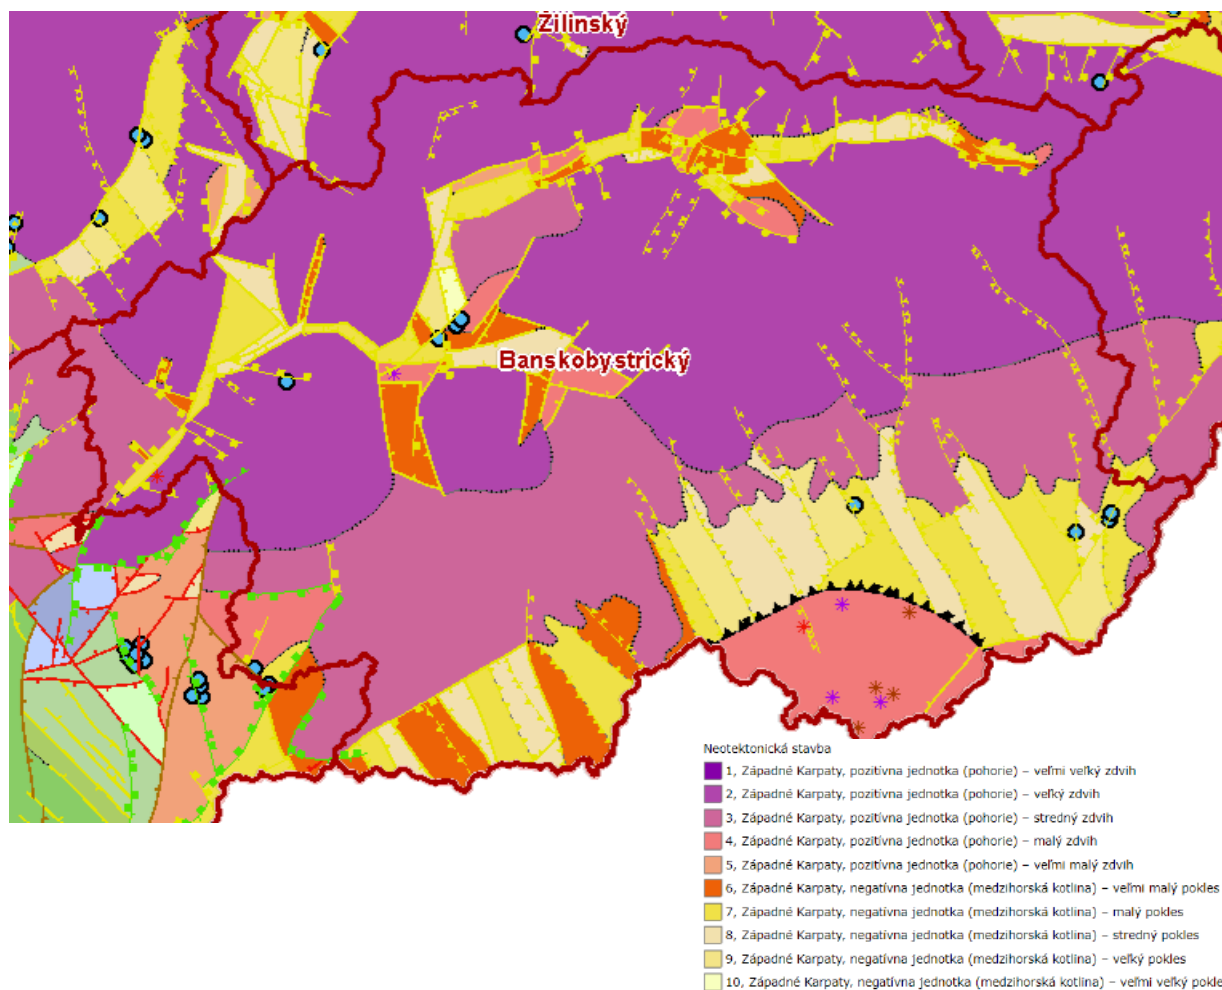 Žilinský
Banskobystrický
Neotektonická stavba
1, Západné Karpaty, pozitívna jednotka (pohorie) – veľmi veľký zdvih
2, Západné Karpaty, pozitívna jednotka (pohorie) – veľký zdvih
3, Západné Karpaty, pozitívna jednotka (pohorie) – stredný zdvih
4, Západné Karpaty, pozitívna jednotka (pohorie) – malý zdvih
5, Západné Karpaty, pozitívna jednotka (pohorie) – veľmi malý zdvih
6, Západné Karpaty, negatívna jednotka (medzihorská kotlina) – veľmi malý pokles
7, Západné Karpaty, negatívna jednotka (medzihorská kotlina) – malý pokles
8, Západné Karpaty, negatívna jednotka (medzihorská kotlina) – stredný pokles
9, Západné Karpaty, negatívna jednotka (medzihorská kotlina) – veľký pokles
10, Západné Karpaty, negatívna jednotka (medzihorská kotlina) – veľmi veľký pokle